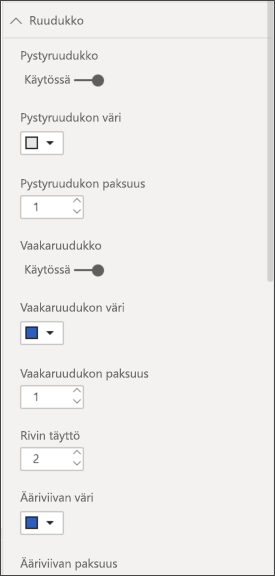 Ruudukko
Pystyruudukko
Käytössä
Pystyruudukon väri
Pystyruudukon paksuus
1
Vaakaruudukko
Käytössä
Vaakaruudukon väri
Vaakaruudukon paksuus
1
Rivin täyttö
2
Ääriviivan väri
Ääriviivan paksuus